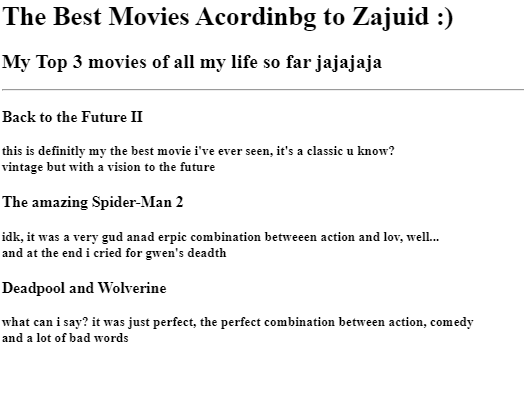 The Best Movies Acordinbg to Zajuid :)
My Top 3 movies of all my life so far jajajaja
Back to the Future II
this is definitly my the best movie i've ever seen, it's a classic u know?
vintage but with a vision to the future
The amazing Spider-Man 2
idk, it was a very gud anad erpic combination betweeen action and lov, well...
and at the end i cried for gwen's deadth
Deadpool and Wolverine
what can i say? it was just perfect, the perfect combination between action, comedy
and a lot of bad words